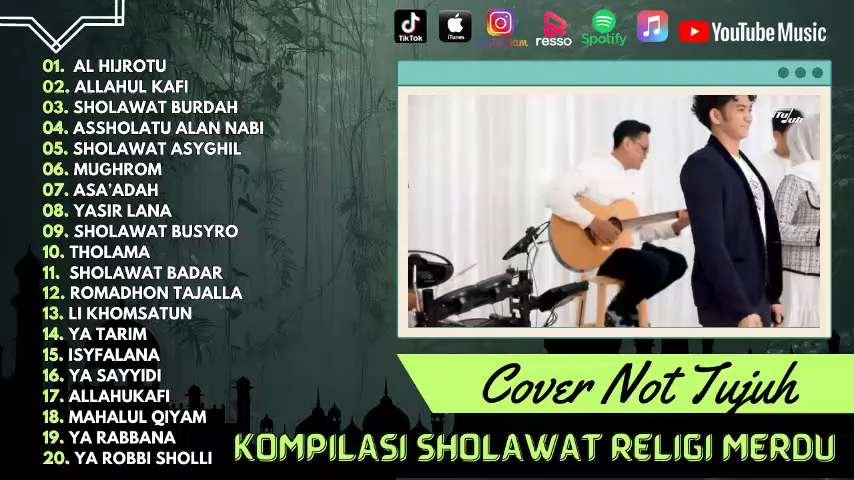 TikTok
iTunes
Instagram
resso
Spotify
YouTube Music
01. AL HIJROTU
02. ALLAHUL KAFI
03. SHOLAWAT BURDAH
04. ASSHOLATU ALAN NABI
05. SHOLAWAT ASYGHIL
06. MUGHROM
07. ASA'ADAH
08. YASIR LANA
09. SHOLAWAT BUSYRO
10. THOLAMA
11. SHOLAWAT BADAR
12. ROMADHON TAJALLA
13. LI KHOMSATUN
14. YA TARIM
15. ISYFALANA
16. YA SAYYIDI
17. ALLAHUKAFI
18. MAHALUL QIYAM
19. YA RABBANA
20. YA ROBBI SHOLLI
Cover Not Tujuh
KOMPILASI SHOLAWAT RELIGI MERDU